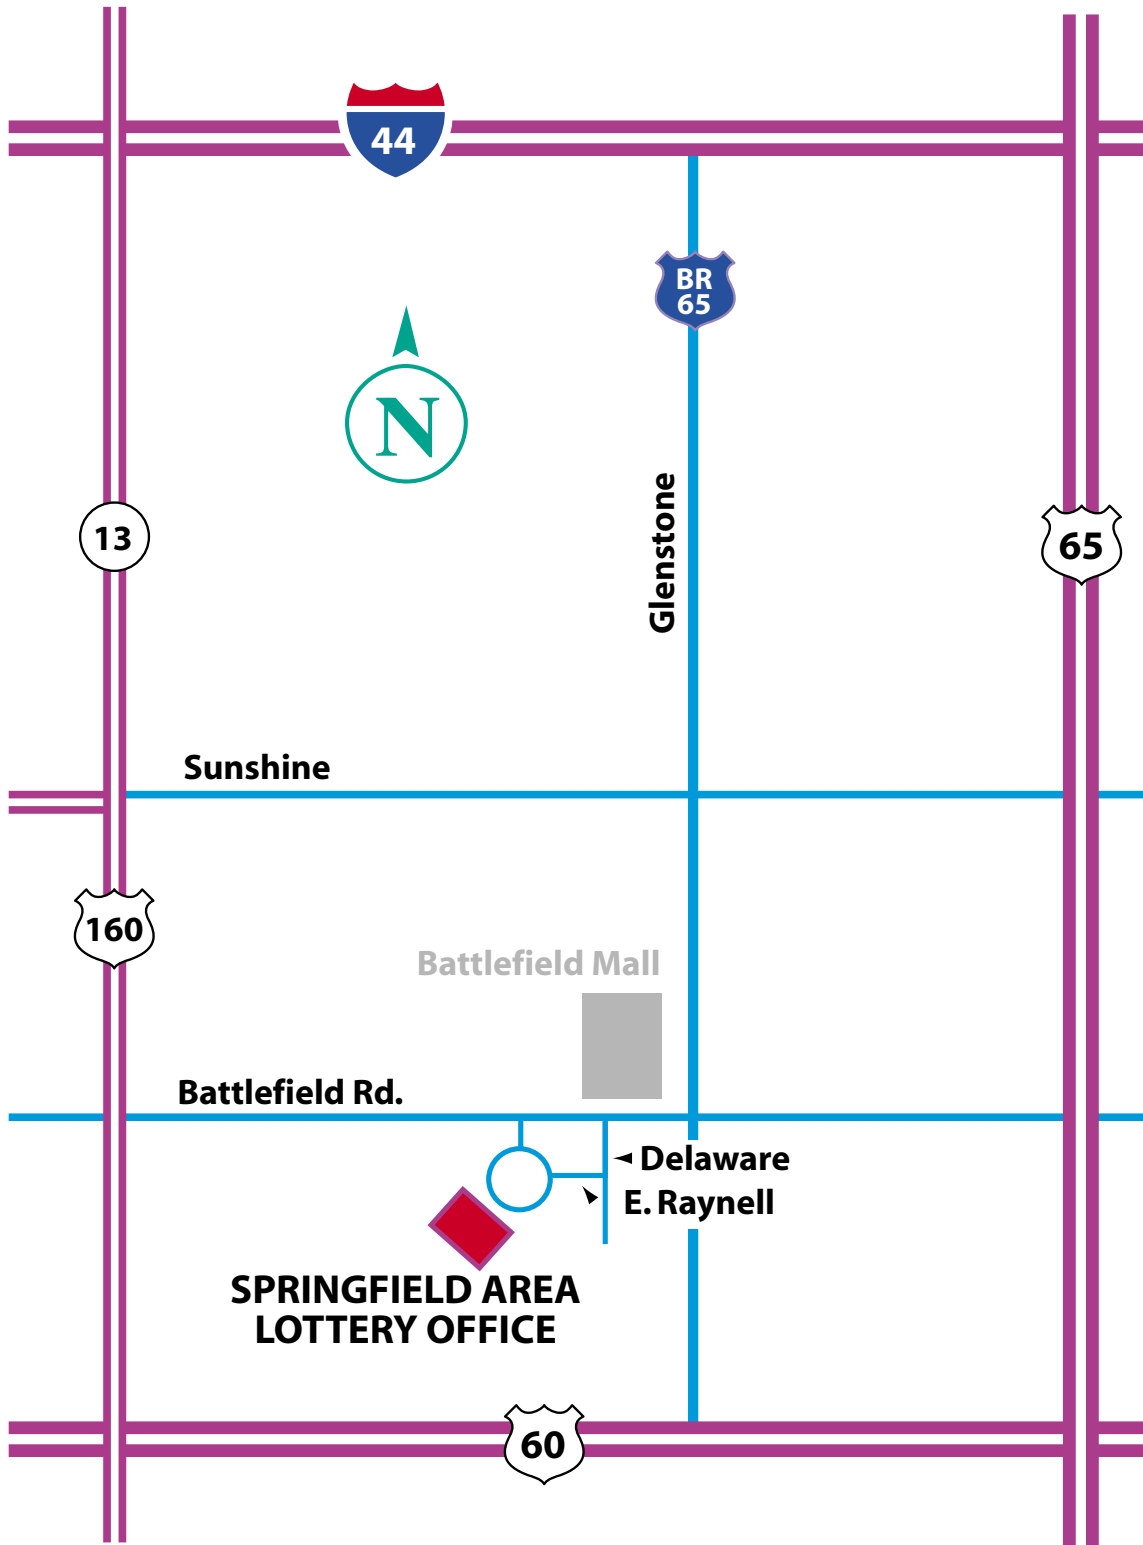 44
BR
65
N
Glenstone
13
65
Sunshine
160
Battlefield Mall
Battlefield Rd.
Delaware
E. Raynell
SPRINGFIELD AREA
LOTTERY OFFICE
60